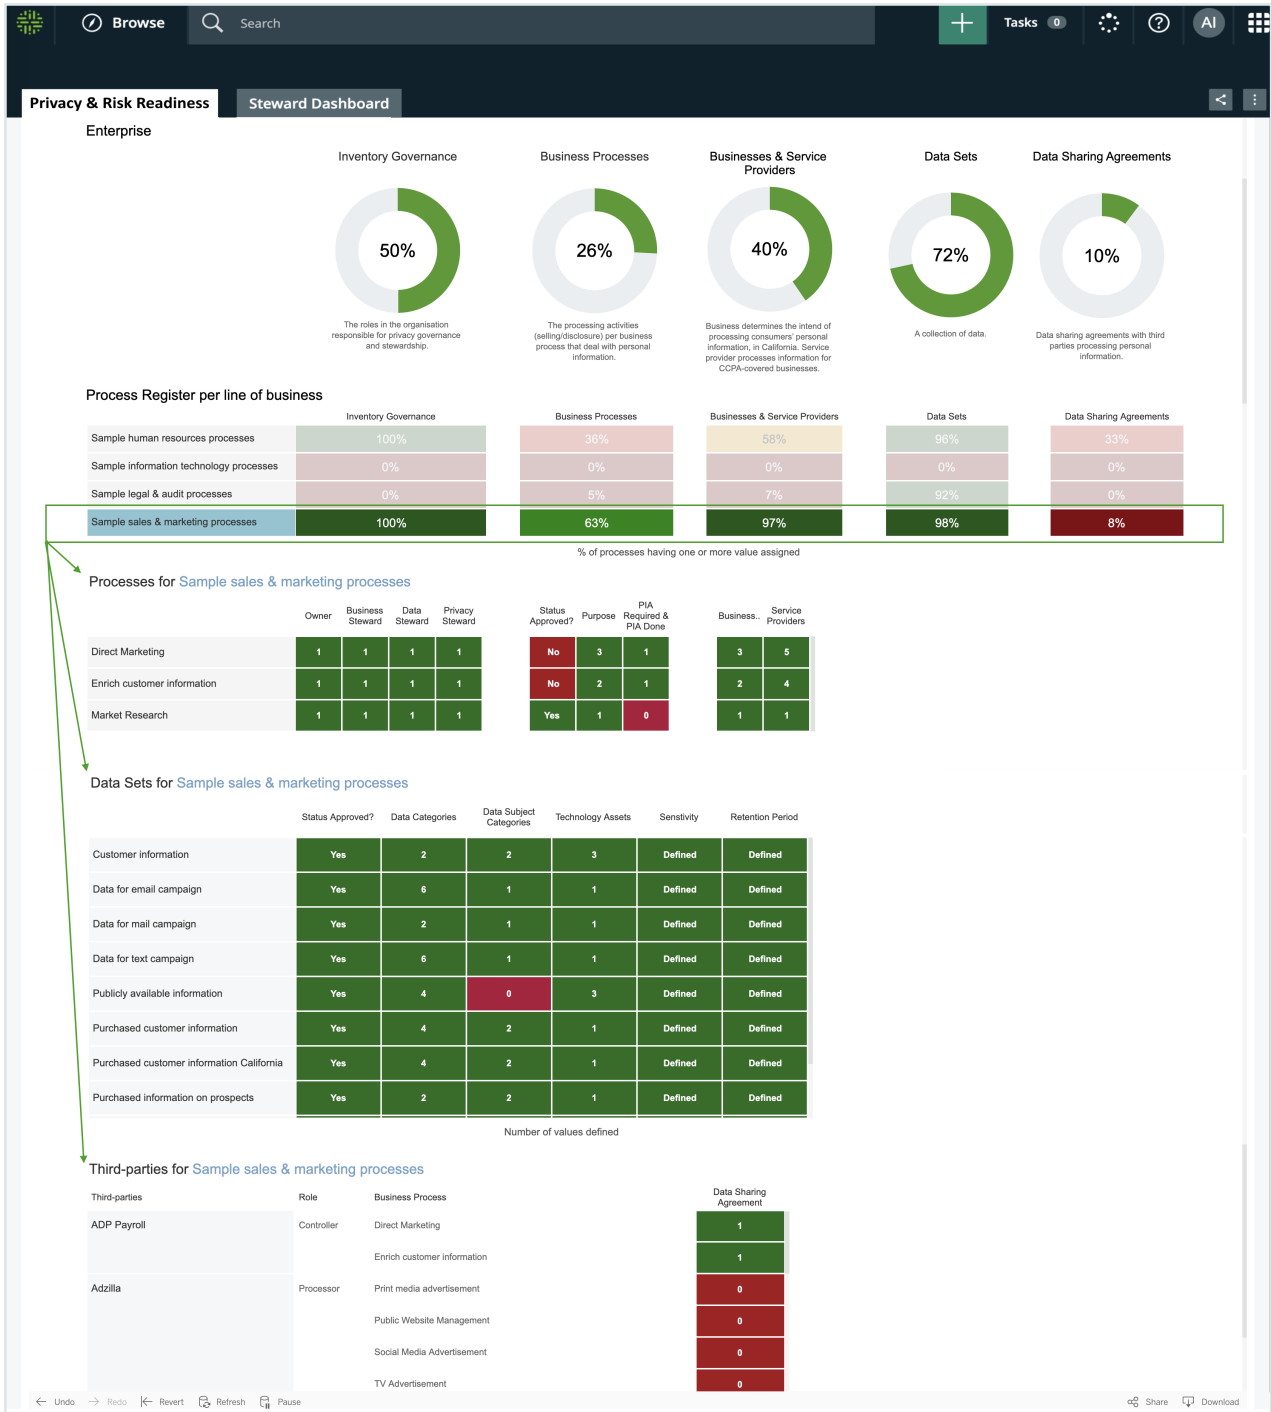 Browse
Search
Tasks 0
AI
Privacy & Risk Readiness
Steward Dashboard
Enterprise
Inventory Governance
Business Processes
Businesses & Service
Providers
Data Sets
Data Sharing Agreements
50%
26%
40%
72%
10%
The roles in the organisation
responsible for privacy governance
and stewardship.
The processing activities
(selling/disclosure) per business
process that deal with personal
information.
Business determines the intend of
processing consumers' personal
information, in California. Service
provider processes information for
CCPA-covered businesses.
A collection of data.
Data sharing agreements with third
parties processing personal
information.
Process Register per line of business
Inventory Governance Business Processes Businesses & Service Providers Data Sets Data Sharing Agreements
Sample human resources processes 100% 36% 58% 96% 33%
Sample information technology processes 0% 0% 0% 0% 0%
Sample legal & audit processes 0% 5% 7% 92% 0%
Sample sales & marketing processes 100% 63% 97% 98% 8%
% of processes having one or more value assigned
Processes for Sample sales & marketing processes
Owner
Business
Steward
Data
Steward
Privacy
Steward
Status
Approved?
Purpose
PIA
Required &
PIA Done
Business..
Service
Providers
Direct Marketing 1 1 1 1 No 3 1 3 5
Enrich customer information 1 1 1 1 No 2 1 2 4
Market Research 1 1 1 1 Yes 1 0 1 1
Data Sets for Sample sales & marketing processes
Status Approved?
Data Categories
Data Subject
Categories
Technology Assets
Senstivity
Retention Period
Customer information Yes 2 2 3 Defined Defined
Data for email campaign Yes 6 1 1 Defined Defined
Data for mail campaign Yes 2 1 1 Defined Defined
Data for text campaign Yes 6 1 1 Defined Defined
Publicly available information Yes 4 0 3 Defined Defined
Purchased customer information Yes 4 2 1 Defined Defined
Purchased customer information California Yes 4 2 1 Defined Defined
Purchased information on prospects Yes 2 2 1 Defined Defined
Number of values defined
Third-parties for Sample sales & marketing processes
Third-parties
Role
Business Process
Data Sharing
Agreement
ADP Payroll Controller Direct Marketing 1
Enrich customer information 1
Adzilla Processor Print media advertisement 0
Public Website Management 0
Social Media Advertisement 0
TV Advertisement 0
Undo Redo Revert Refresh Pause Share Download